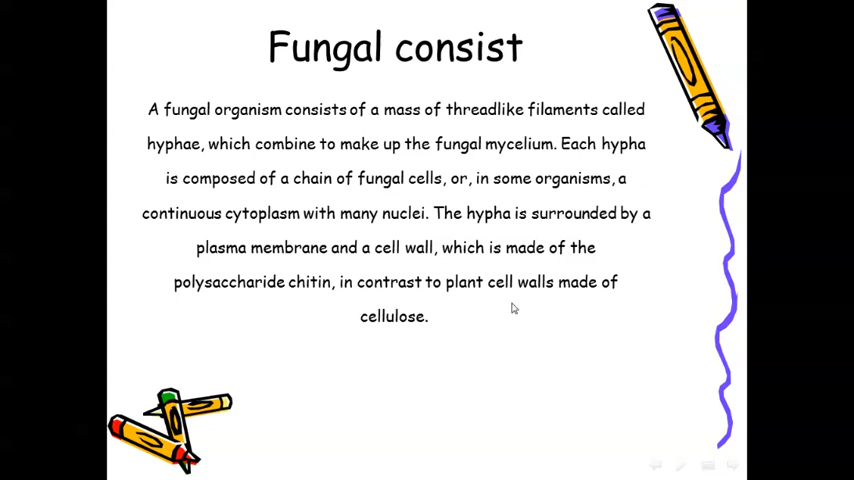 Fungal consist
A fungal organism consists of a mass of threadlike filaments called
hyphae, which combine to make up the fungal mycelium. Each hypha
is composed of a chain of fungal cells, or, in some organisms, a
continuous cytoplasm with many nuclei. The hypha is surrounded by a
plasma membrane and a cell wall, which is made of the
polysaccharide chitin, in contrast to plant cell walls made of
cellulose.